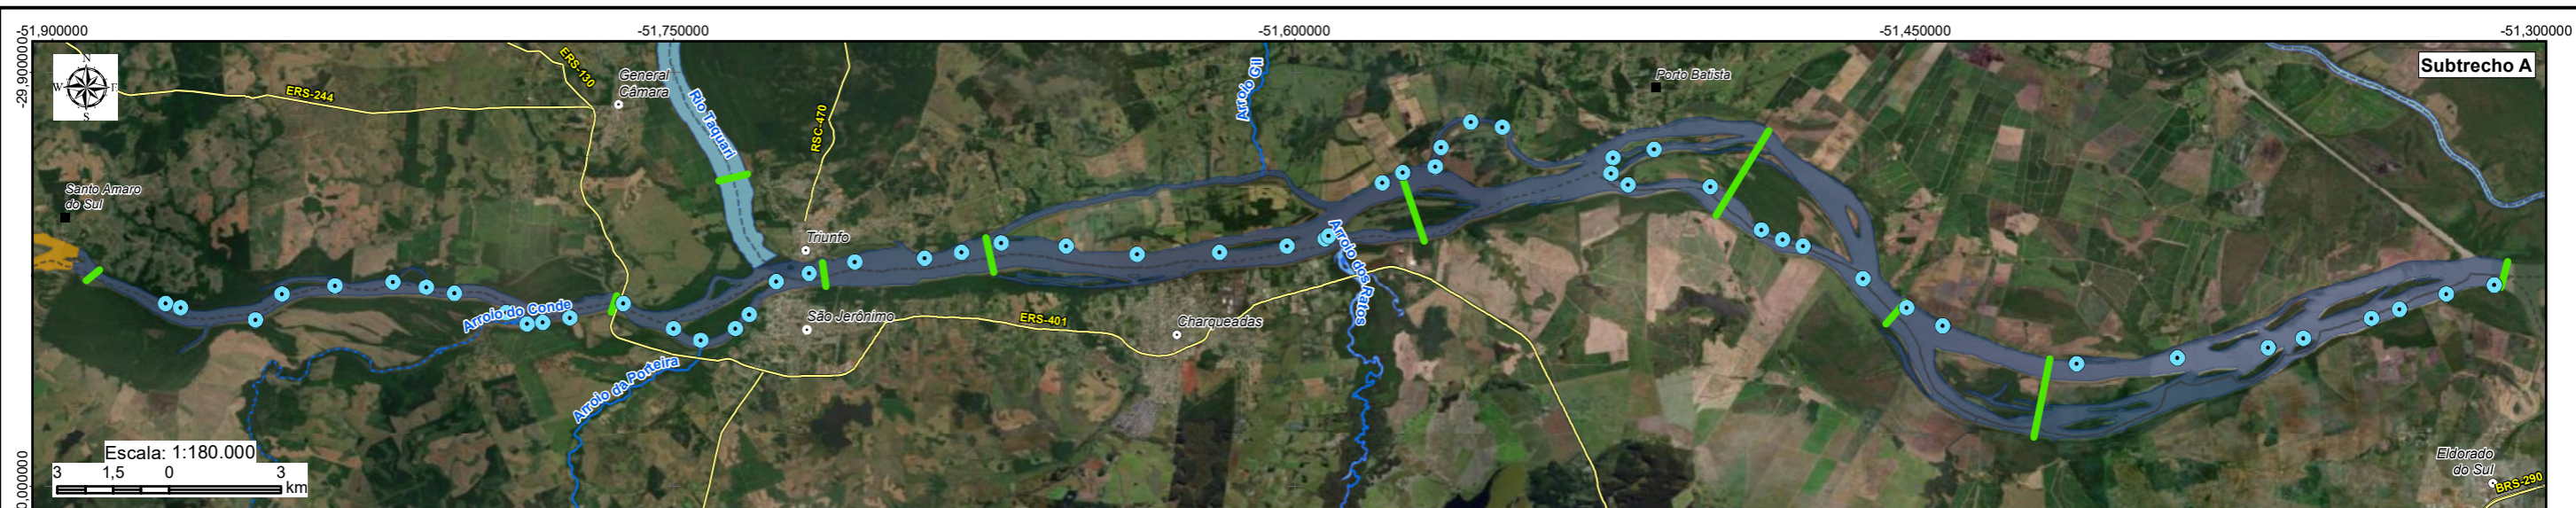 -51,900000
-51,750000
-51,600000
-51,450000
-51,300000
-29,900000
N
W
E
S
ERS-244
ERS-130
General
Câmara
Rio Taquari
RSC-470
Arroio Gil
Porto Batista
Subtrecho A
Santo Amaro
do Sul
Triunfo
Arroio dos Ratos
Arroio do Conde
São Jerônimo
ERS-401
Charqueadas
Arroio da Porteira
Escala: 1:180.000
3 1,5 0 3
km
Eldorado
do Sul
BRS-290
0,000000